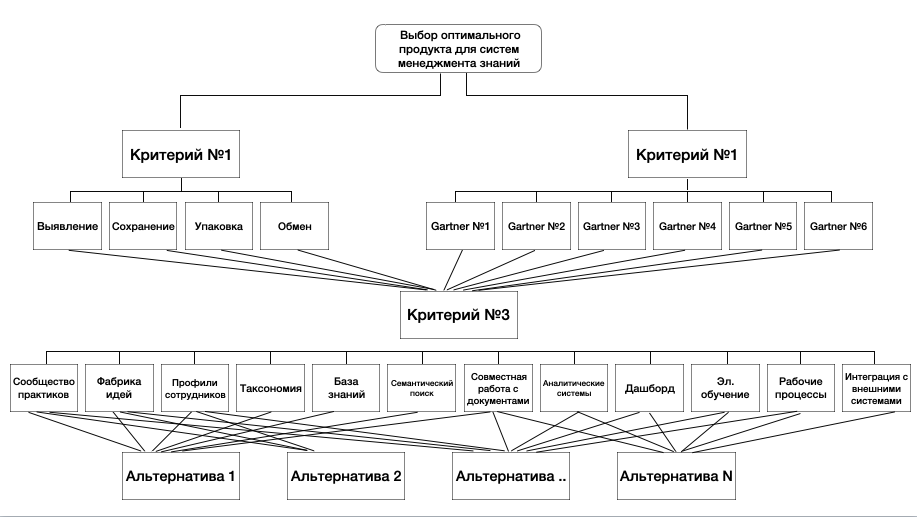 Выбор оптимального
продукта для систем
менеджмента знаний
Критерий №1
Критерий №1
Выявление
Сохранение
Упаковка
Обмен
Gartner №1
Gartner №2
Gartner №3
Gartner №4
Gartner №5
Gartner №6
Критерий №3
Сообщество
практиков
Фабрика
идей
Профили
сотрудников
Таксономия
База
знаний
Семантический
поиск
Совместная
работа с
документами
Аналитические
системы
Дашборд
Эл.
обучение
Рабочие
процессы
Интеграция с
внешними
системами
Альтернатива 1
Альтернатива 2
Альтернатива ..
Альтернатива N